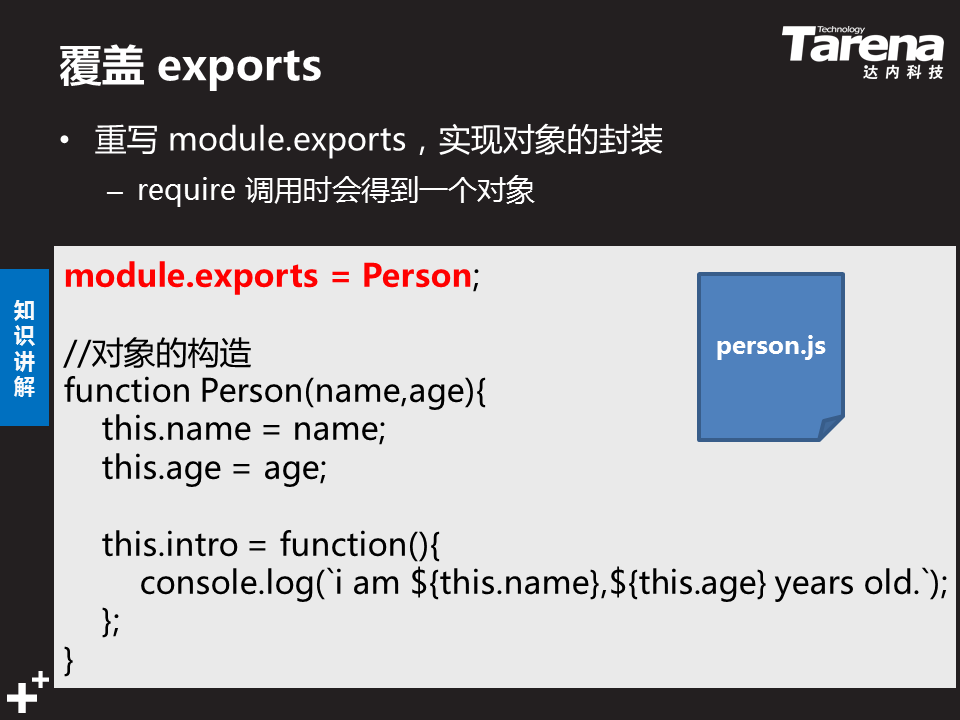 覆盖 exports
Technology
Tarena
达内科技
• 重写 module.exports，实现对象的封装
– require 调用时会得到一个对象
知识讲解
module.exports = Person;
//对象的构造
function Person(name,age){
this.name = name;
this.age = age;
this.intro = function(){
console.log(`i am ${this.name},${this.age} years old.`);
};
}
person.js